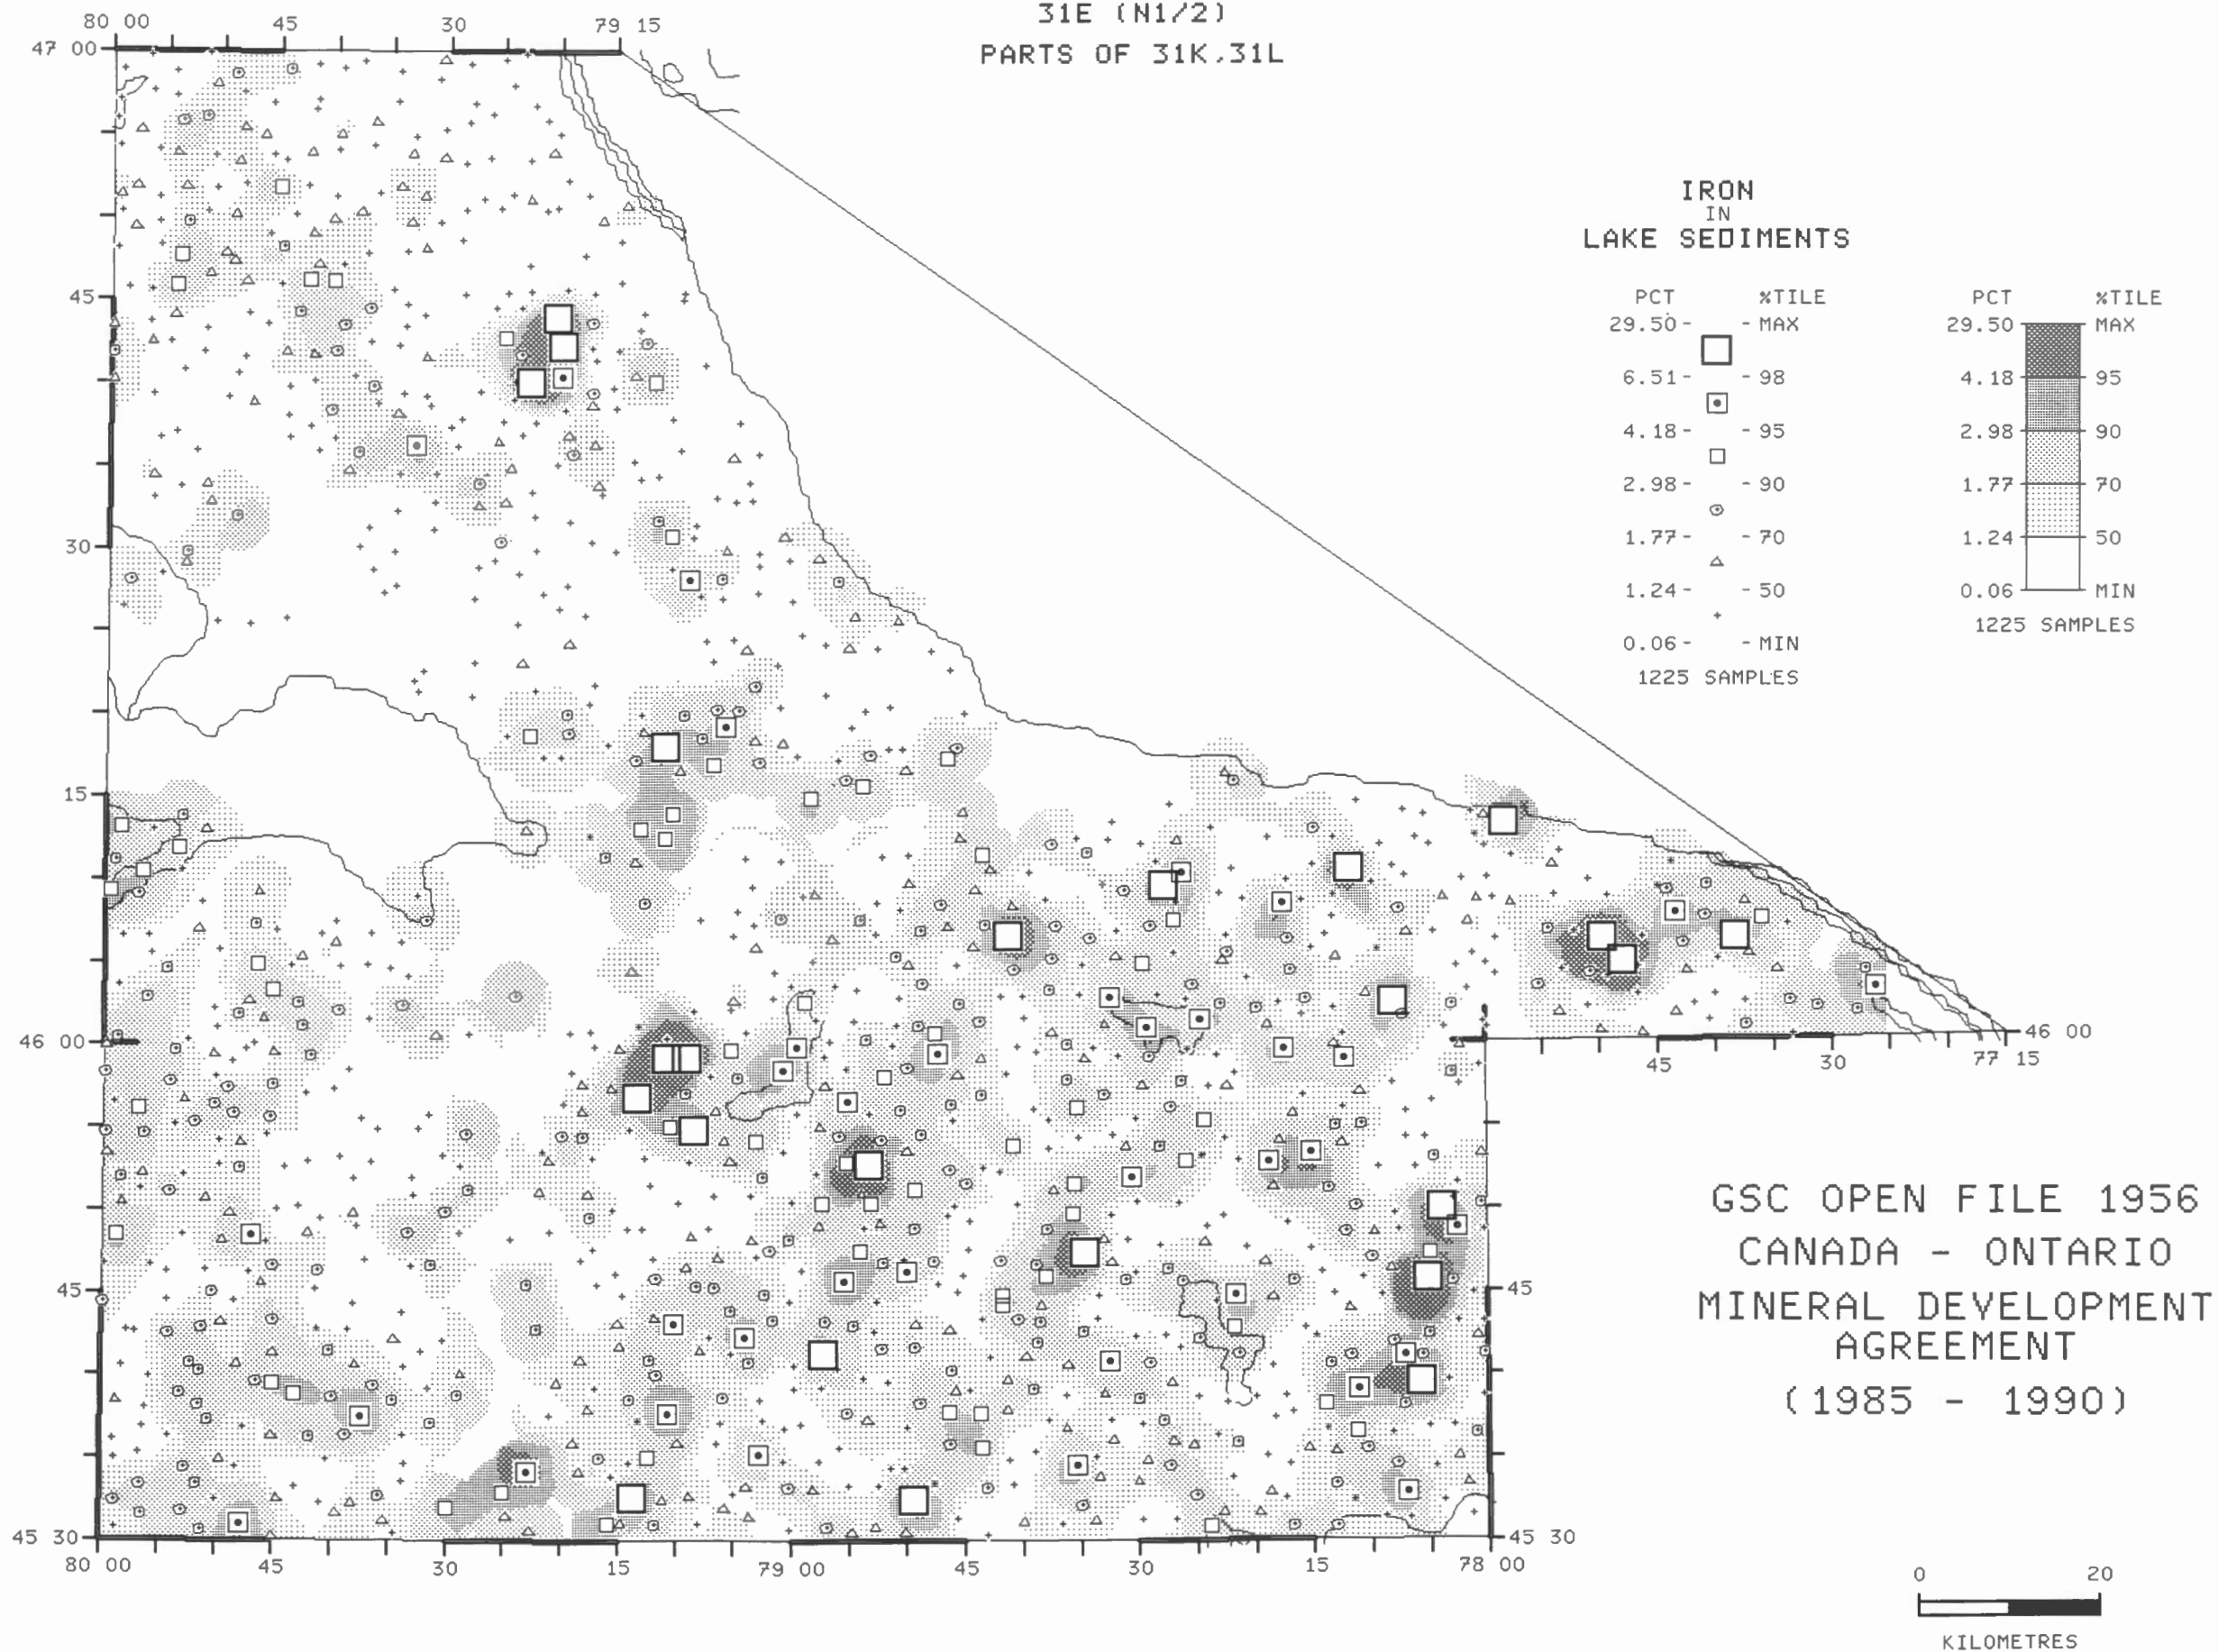 31E (N1/2)
PARTS OF 31K,31L
80 00 45 30 79 15
47 00
45
30
15
46 00
45
45 30
80 00 45 30 15 79 00 45 30 15 78 00
45
45 30
46 00
45 30 77 15
IRON
IN
LAKE SEDIMENTS
PCT %TILE
29.50- - MAX
6.51- - 98
4.18- - 95
2.98- - 90
1.77- - 70
1.24- - 50
0.06- - MIN
1225 SAMPLES
PCT %TILE
29.50 MAX
4.18 95
2.98 90
1.77 70
1.24 50
0.06 MIN
1225 SAMPLES
GSC OPEN FILE 1956
CANADA - ONTARIO
MINERAL DEVELOPMENT
AGREEMENT
(1985 - 1990)
0 20
KILOMETRES